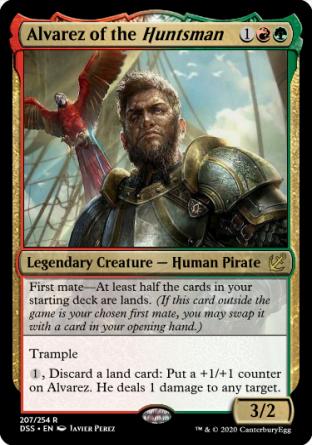 Alvarez of the Huntsman 1
Legendary Creature — Human Pirate
First mate—At least half the cards in your
starting deck are lands. (If this card outside the
game is your chosen first mate, you may swap it
with a card in your opening hand.)
Trample
1, Discard a land card: Put a +1/+1 counter
on Alvarez. He deals 1 damage to any target.
3/2
207/254 R
DSS • EN Javier Perez
™ & © 2020 CanterburyEgg